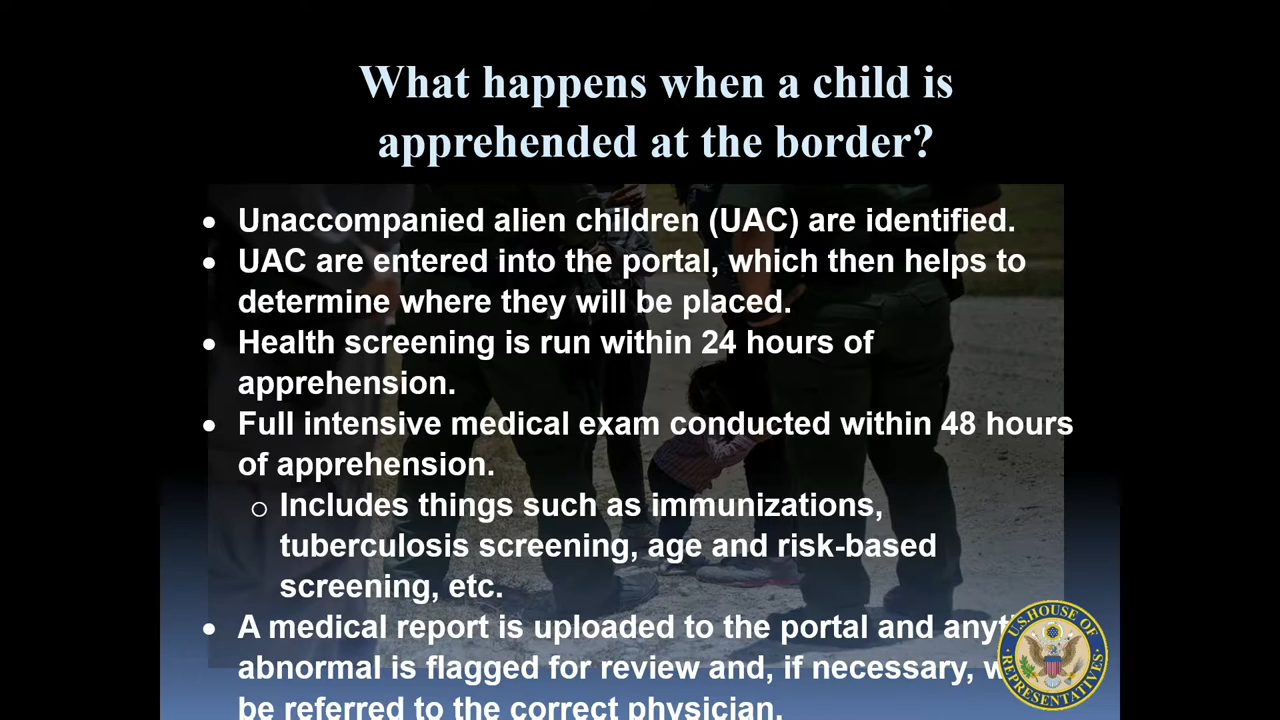 What happens when a child is
apprehended at the border?
• Unaccompanied alien children (UAC) are identified.
• UAC are entered into the portal, which then helps to
determine where they will be placed.
• Health screening is run within 24 hours of
apprehension.
• Full intensive medical exam conducted within 48 hours
of apprehension.
o Includes things such as immunizations,
tuberculosis screening, age and risk-based
screening, etc.
• A medical report is uploaded to the portal and
abnormal is flagged for review and, if necessary,
be referred to the correct physician.
U.S. HOUSE OF
REPRESENTATIVES